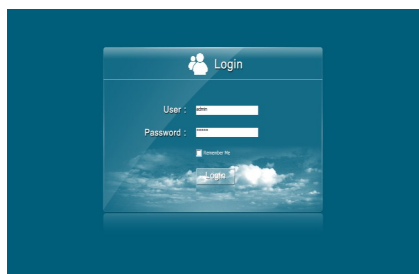 Login
User : admin
Password : ******
Remember Me
Login